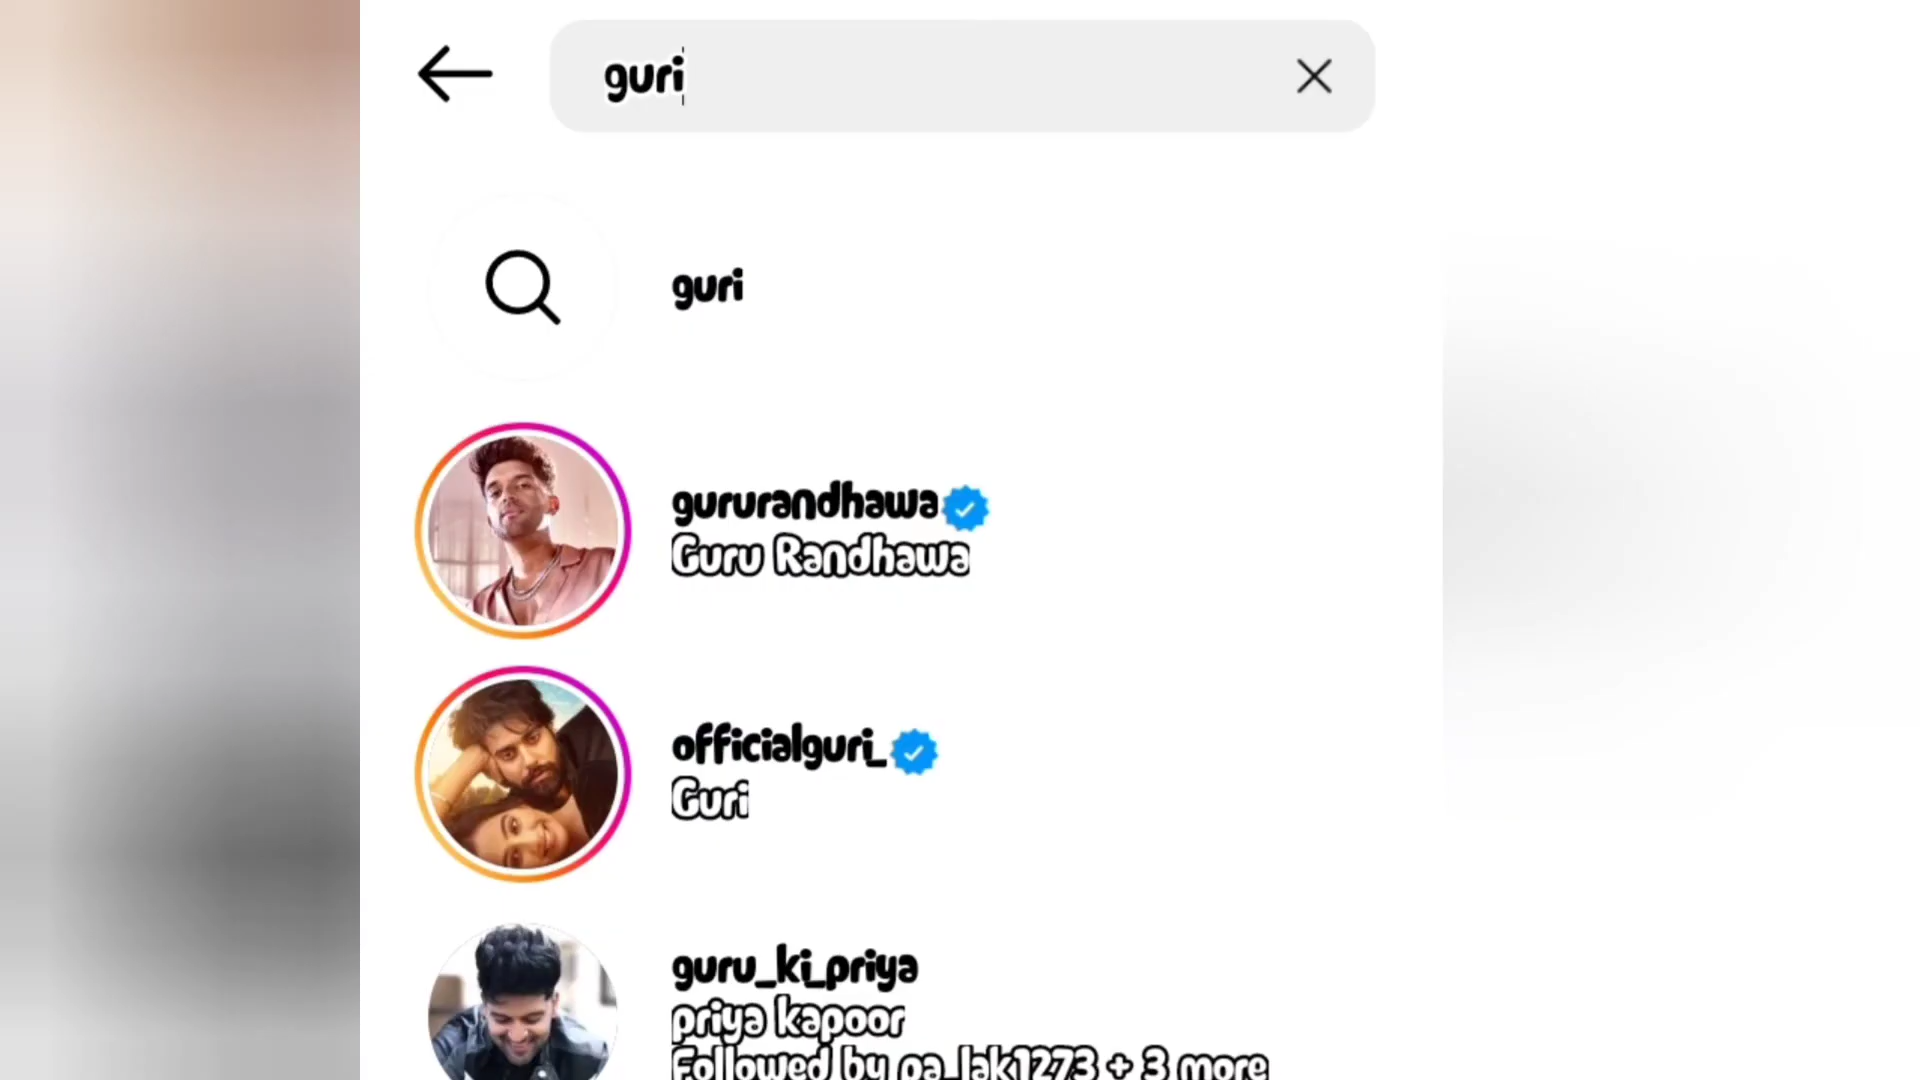 guri
guri
gururandhawa
Guru Randhawa
officialguri_
Guri
guru_ki_priya
priya kapoor
Followed by pa_lak1273 + 3 more